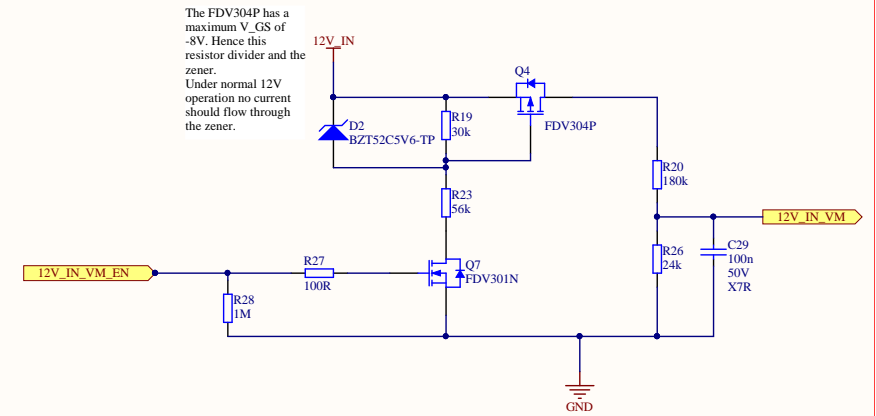 The FDV304P has a
maximum V_GS of
-8V. Hence this
resistor divider and the
zener.
Under normal 12V
operation no current
should flow through
the zener.
12V_IN
Q4
FDV304P
R19
30k
D2
BZT52C5V6-TP
R20
180k
R23
56k
12V_IN_VM
C29
100n
50V
X7R
R26
24k
R27
100R
Q7
FDV301N
12V_IN_VM_EN
R28
1M
GND